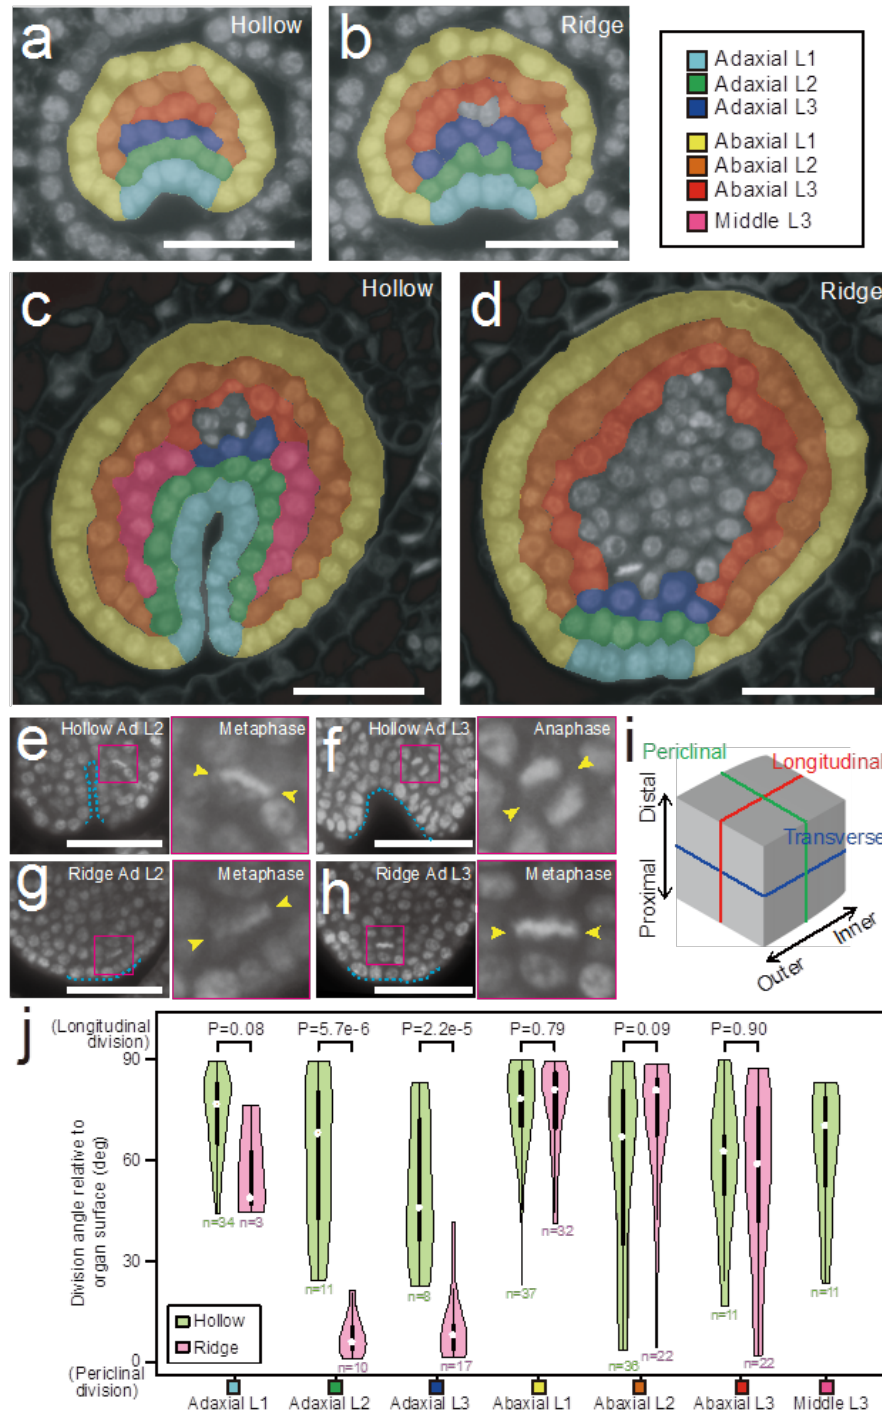 a
Hollow
b
Ridge
Adaxial L1
Adaxial L2
Adaxial L3
Abaxial L1
Abaxial L2
Abaxial L3
Middle L3
c
Hollow
d
Ridge
e
Hollow Ad L2
Metaphase
f
Hollow Ad L3
Anaphase
g
Ridge Ad L2
Metaphase
h
Ridge Ad L3
Metaphase
i
Periclinal
Longitudinal
Transverse
Distal
Proximal
Outer
Inner
j
(Longitudinal
division)
P=0.08 P=5.7e-6 P=2.2e-5 P=0.79 P=0.09 P=0.90
Division angle relative to
organ surface (deg)
90
60
30
0
(Periclinal
division)
n=34 n=3
n=11
n=10
n=8
n=17
n=37
n=32
n=36
n=22
n=11
n=22
n=11
Hollow
Ridge
Adaxial L1 Adaxial L2 Adaxial L3 Abaxial L1 Abaxial L2 Abaxial L3 Middle L3